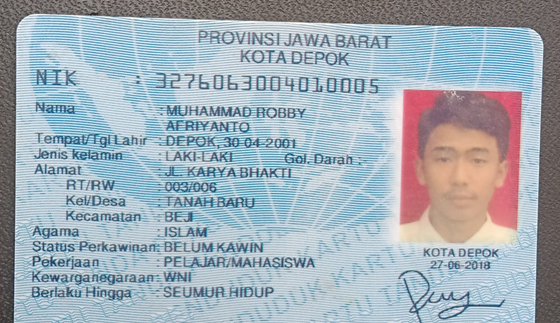 PROVINSI JAWA BARAT
KOTA DEPOK
NIK : 3276063004010005
Nama : MUHAMMAD ROBBY
AFRIYANTO
Tempat/Tgl Lahir : DEPOK, 30-04-2001
Jenis kelamin : LAKI-LAKI Gol. Darah :-
Alamat : JL. KARYA BHAKTI
RT/RW : 003/006
Kel/Desa : TANAH BARU
Kecamatan : BEJI
Agama : ISLAM
Status Perkawinan: BELUM KAWIN
Pekerjaan : PELAJAR/MAHASISWA
Kewarganegaraan: WNI
Berlaku Hingga : SEUMUR HIDUP
KOTA DEPOK
27-06-2018